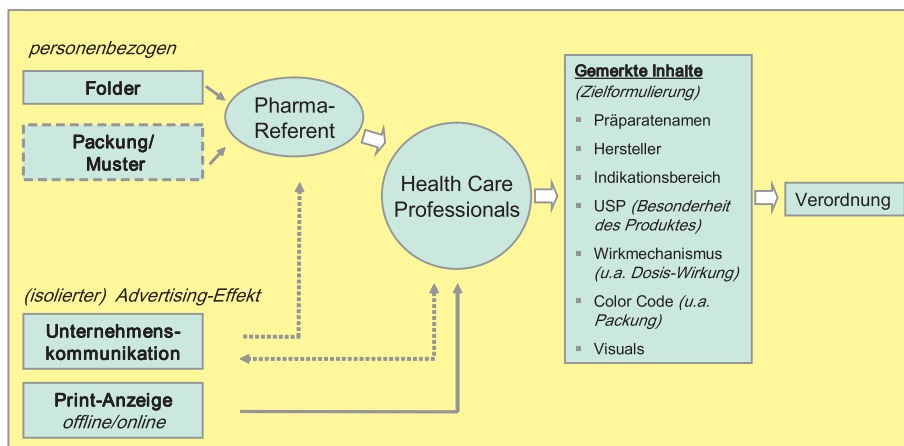 personenbezogen
Folder
Packung/
Muster
Pharma-
Referent
Health Care
Professionals
(isolierter) Advertising-Effekt
Unternehmens-
kommunikation
Print-Anzeige
offline/online
Gemerkte Inhalte
(Zielformulierung)
Präparatenamen
Hersteller
Indikationsbereich
USP (Besonderheit
des Produktes)
Wirkmechanismus
(u.a. Dosis-Wirkung)
Color Code (u.a.
Packung)
Visuals
Verordnung